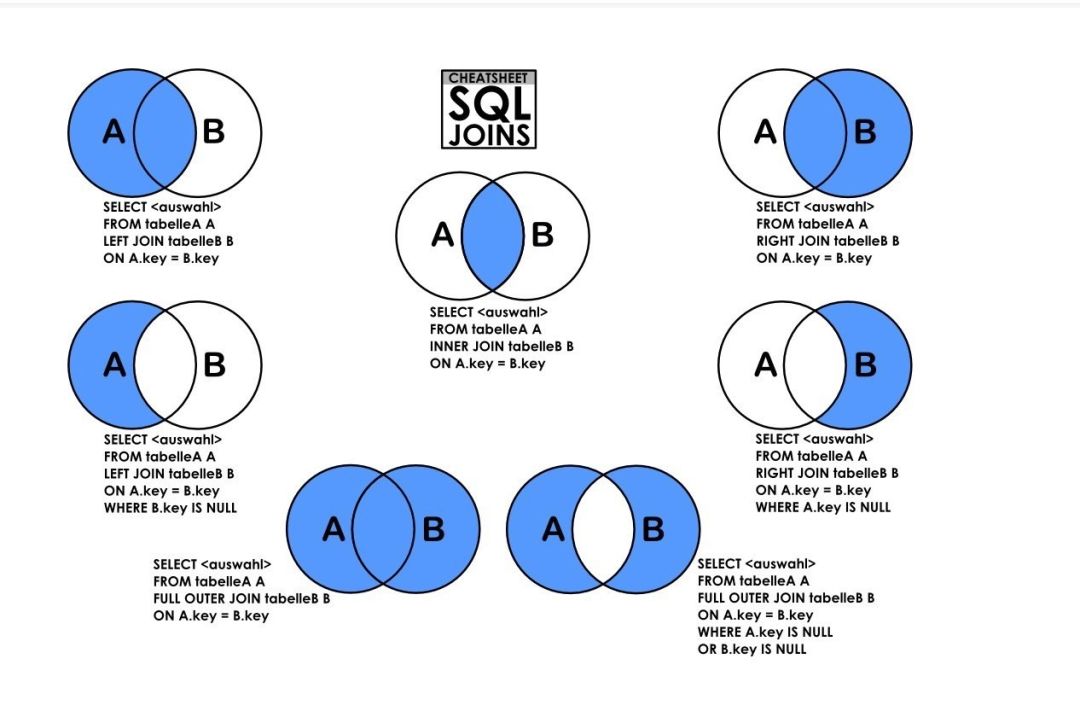 CHEATSHEET
SQL
JOINS
A B
SELECT <auswahl>
FROM tabelleA A
LEFT JOIN tabelleB B
ON A.key = B.key
A B
SELECT <auswahl>
FROM tabelleA A
INNER JOIN tabelleB B
ON A.key = B.key
A B
SELECT <auswahl>
FROM tabelleA A
RIGHT JOIN tabelleB B
ON A.key = B.key
A B
SELECT <auswahl>
FROM tabelleA A
LEFT JOIN tabelleB B
ON A.key = B.key
WHERE B.key IS NULL
A B
SELECT <auswahl>
FROM tabelleA A
RIGHT JOIN tabelleB B
ON A.key = B.key
WHERE A.key IS NULL
A B
SELECT <auswahl>
FROM tabelleA A
FULL OUTER JOIN tabelleB B
ON A.key = B.key
A B
SELECT <auswahl>
FROM tabelleA A
FULL OUTER JOIN tabelleB B
ON A.key = B.key
WHERE A.key IS NULL
OR B.key IS NULL